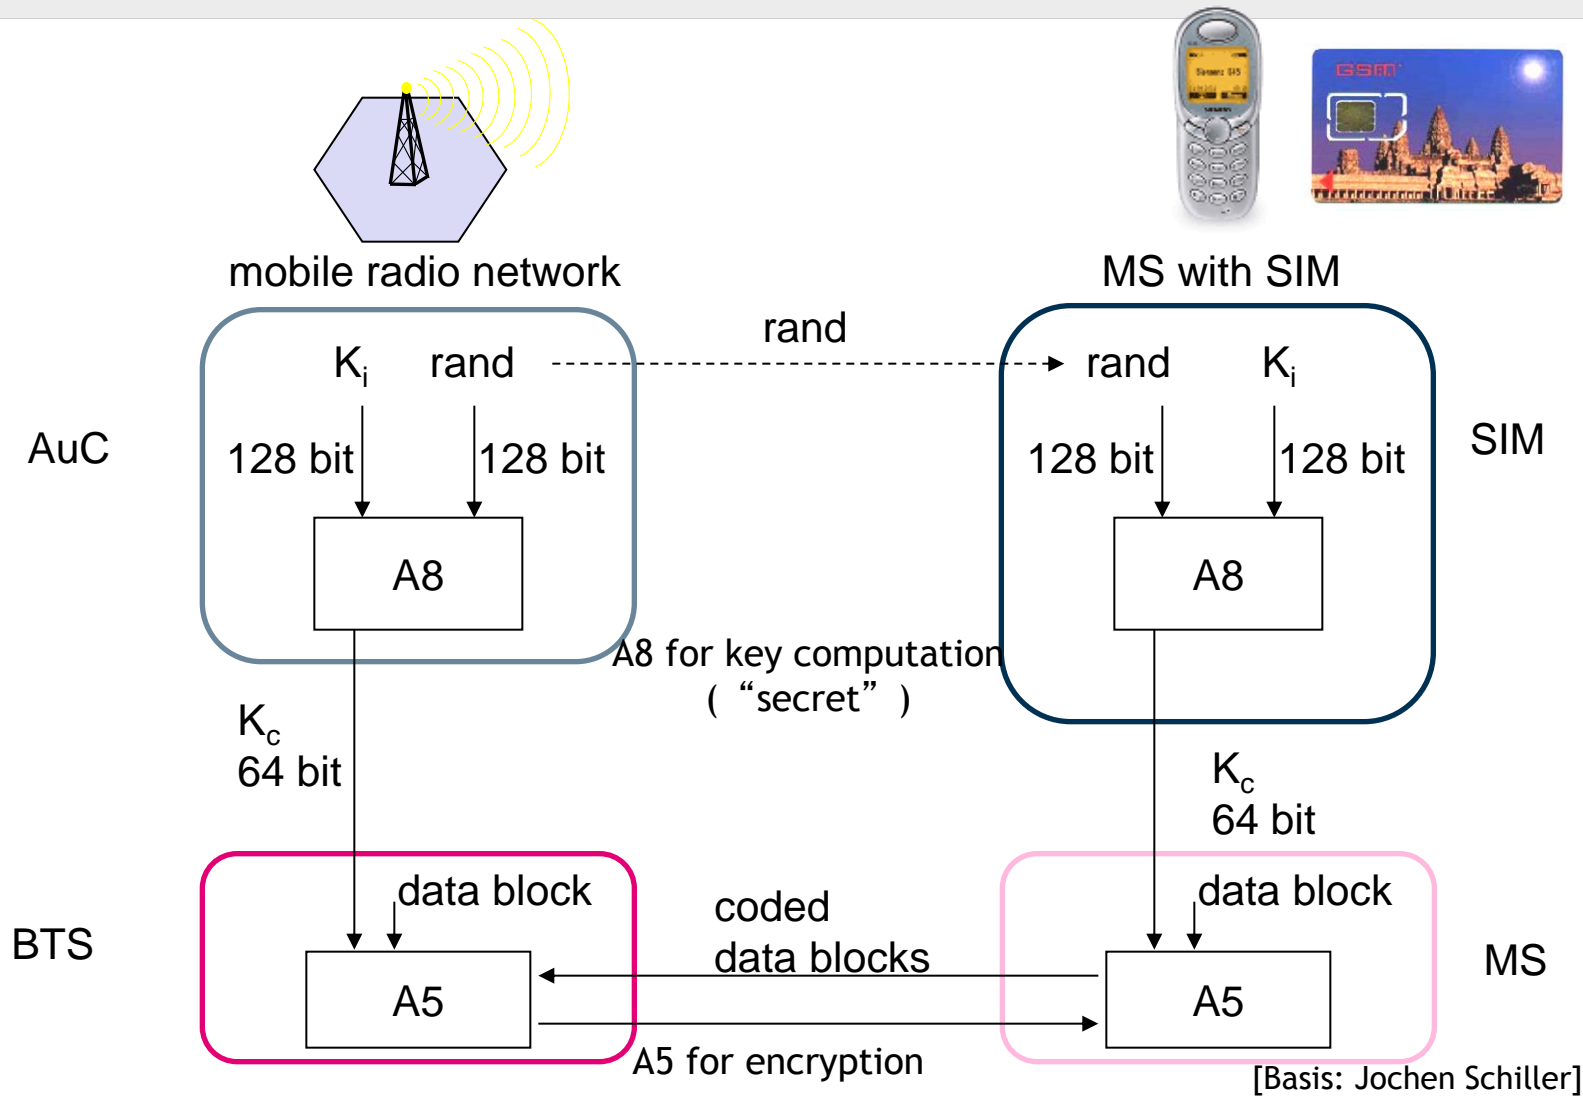 GSM
mobile radio network
MS with SIM
rand
Ki rand
rand Ki
AuC
128 bit 128 bit
128 bit 128 bit
SIM
A8
A8
A8 for key computation
( “secret” )
Kc
64 bit
Kc
64 bit
data block
coded
data blocks
data block
BTS
MS
A5
A5
A5 for encryption
[Basis: Jochen Schiller]